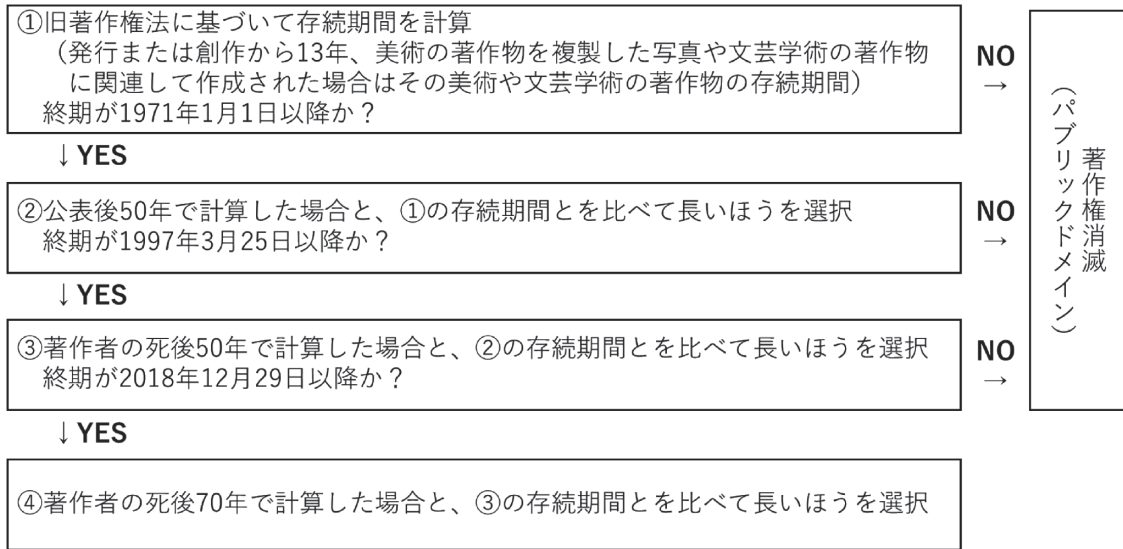 ①旧著作権法に基づいて存続期間を計算
（発行または創作から13年、美術の著作物を複製した写真や文芸学術の著作物
に関連して作成された場合はその美術や文芸学術の著作物の存続期間）
終期が1971年1月1日以降か？
NO
→
↓ YES
②公表後50年で計算した場合と、①の存続期間とを比べて長いほうを選択
終期が1997年3月25日以降か？
NO
→
↓ YES
③著作者の死後50年で計算した場合と、②の存続期間とを比べて長いほうを選択
終期が2018年12月29日以降か？
NO
→
↓ YES
④著作者の死後70年で計算した場合と、③の存続期間とを比べて長いほうを選択
著作権消滅
（パブリックドメイン）